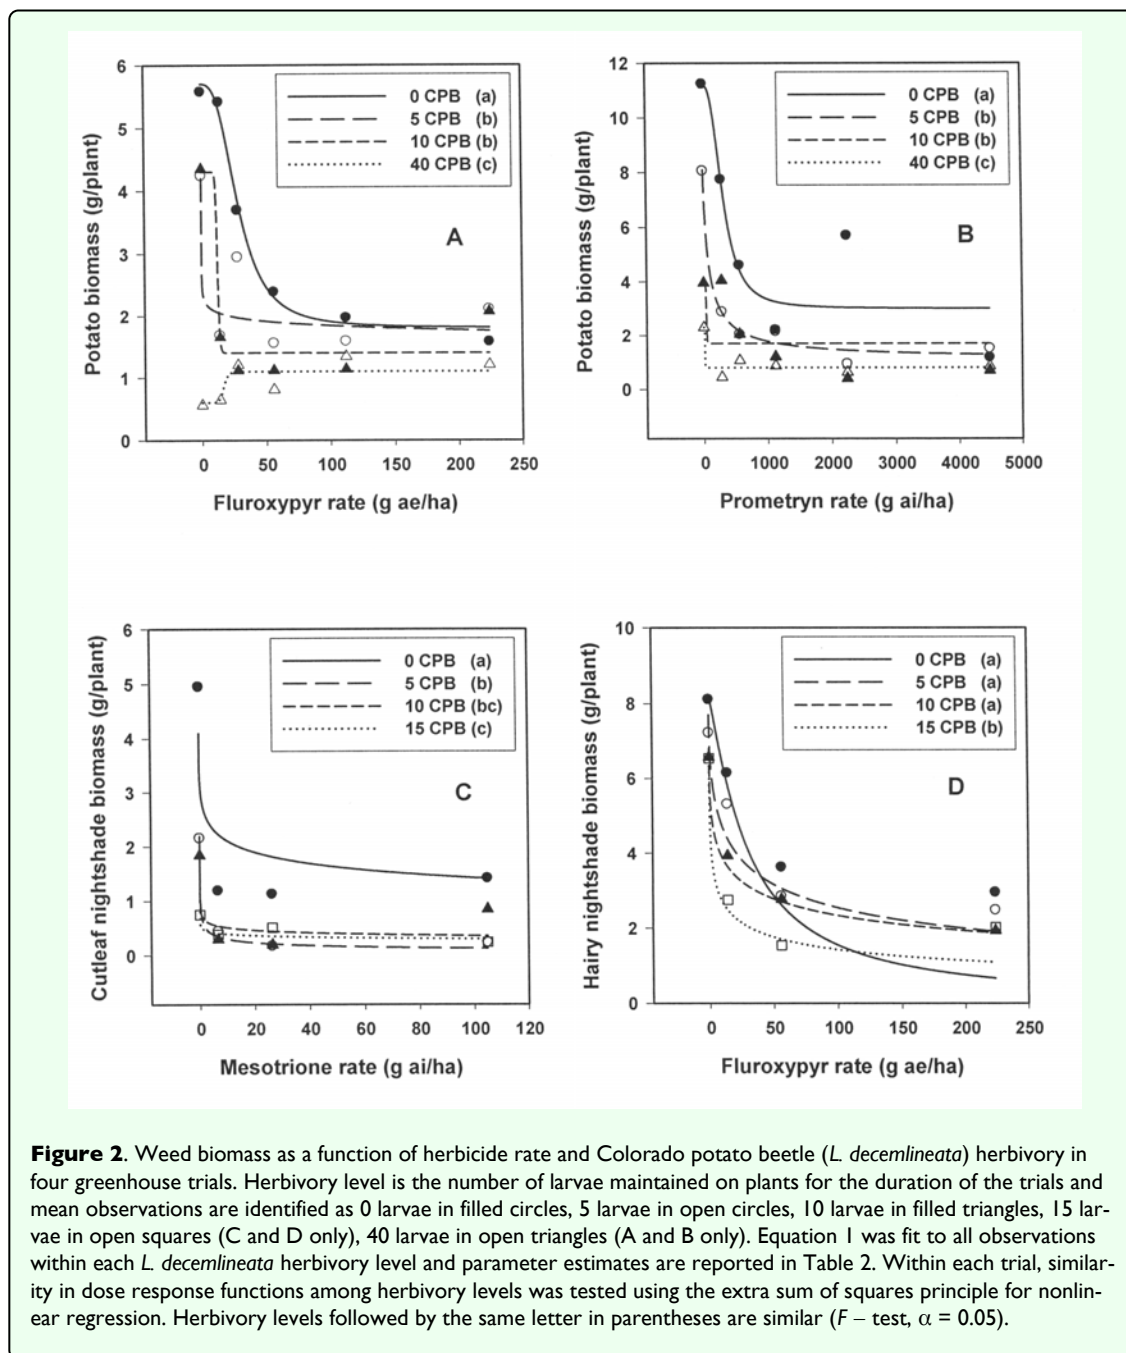 6
5
4
3
2
1
0
Potato biomass (g/plant)
0 CPB (a)
5 CPB (b)
10 CPB (b)
40 CPB (c)
A
0 50 100 150 200 250
Fluroxypyr rate (g ae/ha)
12
10
8
6
4
2
0
Potato biomass (g/plant)
0 CPB (a)
5 CPB (b)
10 CPB (b)
40 CPB (c)
B
0 1000 2000 3000 4000 5000
Prometryn rate (g ai/ha)
6
5
4
3
2
1
0
Cutleaf nightshade biomass (g/plant)
0 CPB (a)
5 CPB (b)
10 CPB (bc)
15 CPB (c)
C
0 20 40 60 80 100 120
Mesotrione rate (g ai/ha)
10
8
6
4
2
0
Hairy nightshade biomass (g/plant)
0 CPB (a)
5 CPB (a)
10 CPB (a)
15 CPB (b)
D
0 50 100 150 200 250
Fluroxypyr rate (g ae/ha)
Figure 2. Weed biomass as a function of herbicide rate and Colorado potato beetle (L. decemlineata) herbivory in
four greenhouse trials. Herbivory level is the number of larvae maintained on plants for the duration of the trials and
mean observations are identified as 0 larvae in filled circles, 5 larvae in open circles, 10 larvae in filled triangles, 15 lar-
vae in open squares (C and D only), 40 larvae in open triangles (A and B only). Equation 1 was fit to all observations
within each L. decemlineata herbivory level and parameter estimates are reported in Table 2. Within each trial, similar-
ity in dose response functions among herbivory levels was tested using the extra sum of squares principle for nonlin-
ear regression. Herbivory levels followed by the same letter in parentheses are similar (F – test, α = 0.05).